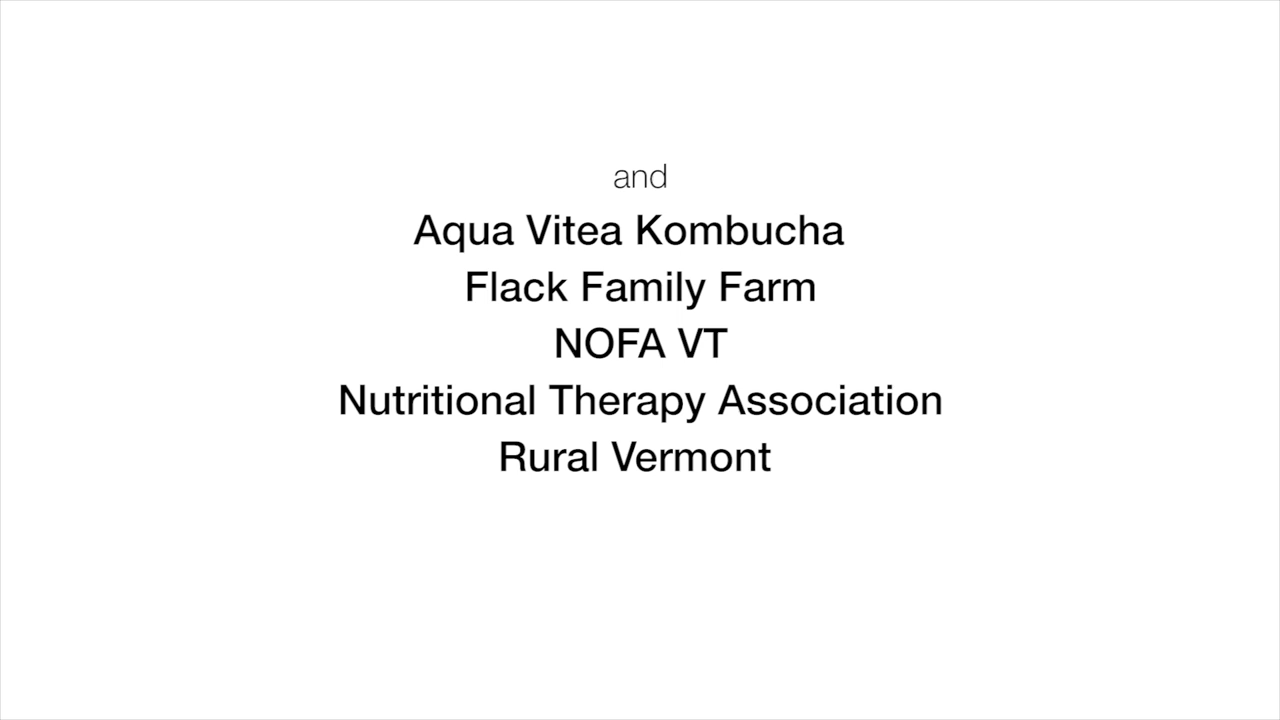 and
Aqua Vitea Kombucha
Flack Family Farm
NOFA VT
Nutritional Therapy Association
Rural Vermont